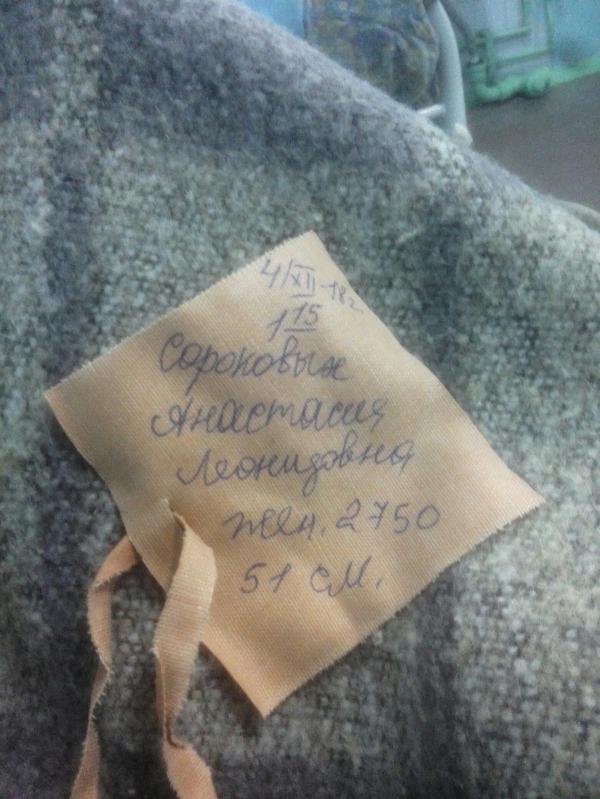 4/XII-18г.
1 15
Сороковых
Анастасия
Леонидовна
жен. 2750
51 см.